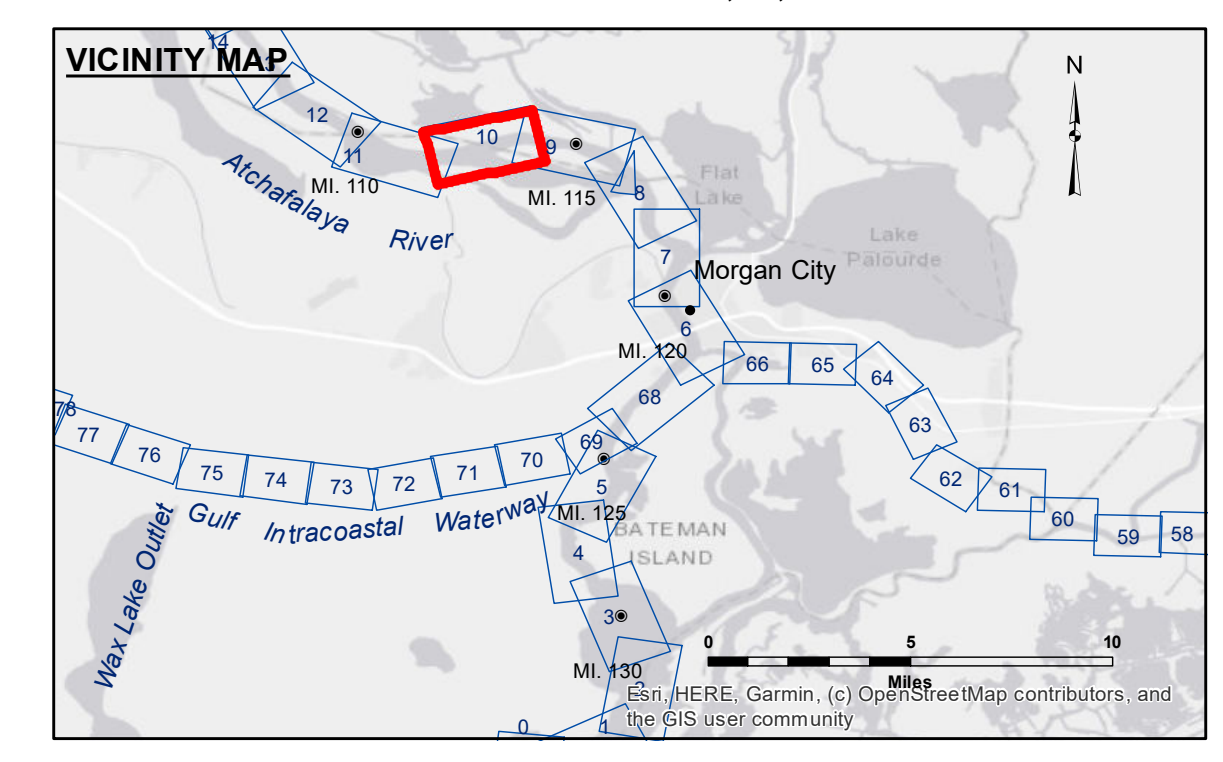 VICINITY MAP
N
14
13
12
11
10
9
8
7
6
MI. 110
MI. 115
Atchafalaya
River
Flat
Lake
Lake
Palourde
Morgan City
MI. 120
66
65
64
63
62
61
60
59
58
68
69
70
71
72
73
74
75
76
77
78
5
MI. 125
4
BATEMAN
ISLAND
Gulf Intracoastal Waterway
Wax Lake Outlet
3
MI. 130
2
1
0
0 5 10
Miles
Esri, HERE, Garmin, (c) OpenStreetMap contributors, and
the GIS user community